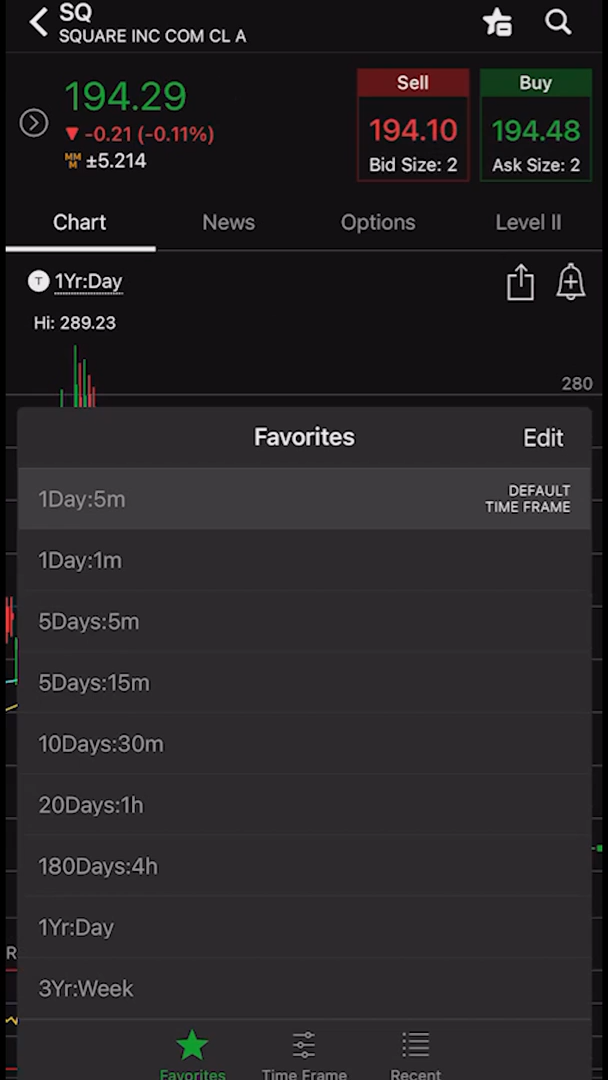 SQ
SQUARE INC COM CL A
194.29
-0.21 (-0.11%)
MM
M
±5.214
Sell
194.10
Bid Size: 2
Buy
194.48
Ask Size: 2
Chart
News
Options
Level II
T
1Yr:Day
Hi: 289.23
280
Favorites
Edit
1Day:5m
DEFAULT
TIME FRAME
1Day:1m
5Days:5m
5Days:15m
10Days:30m
20Days:1h
180Days:4h
1Yr:Day
R
3Yr:Week
Favorites
Time Frame
Recent